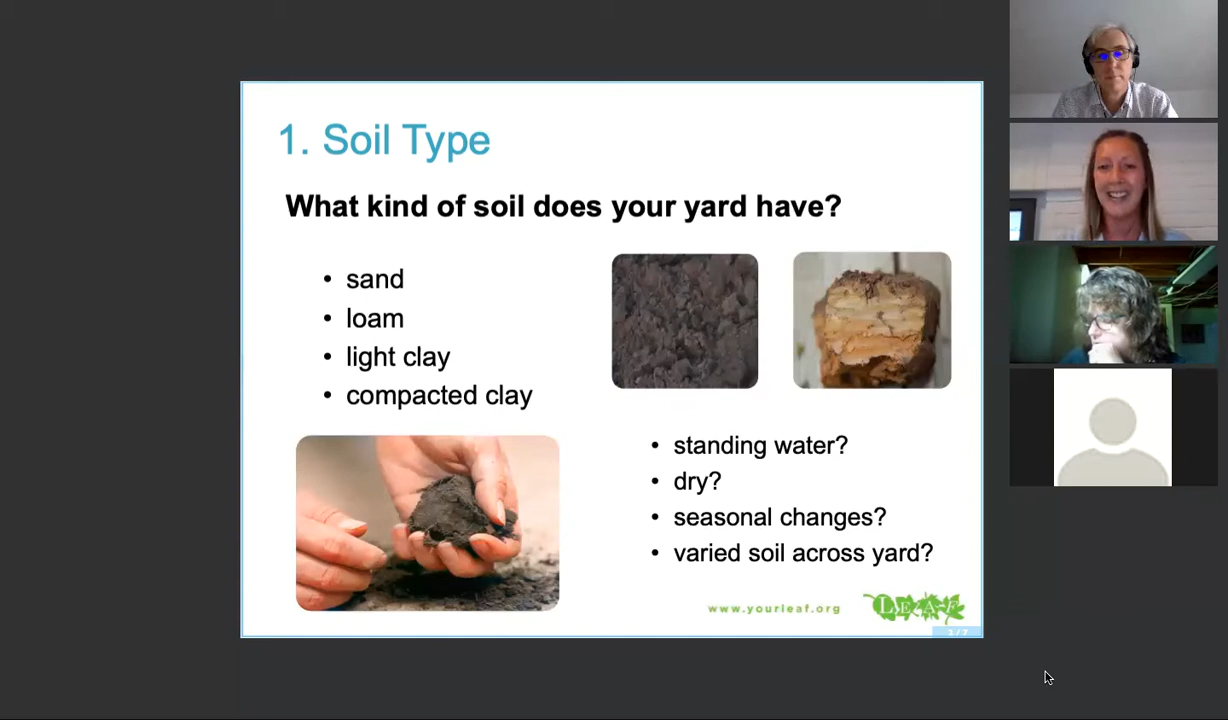 1. Soil Type
What kind of soil does your yard have?
• sand
• loam
• light clay
• compacted clay
• standing water?
• dry?
• seasonal changes?
• varied soil across yard?
www.yourleaf.org
LEAF